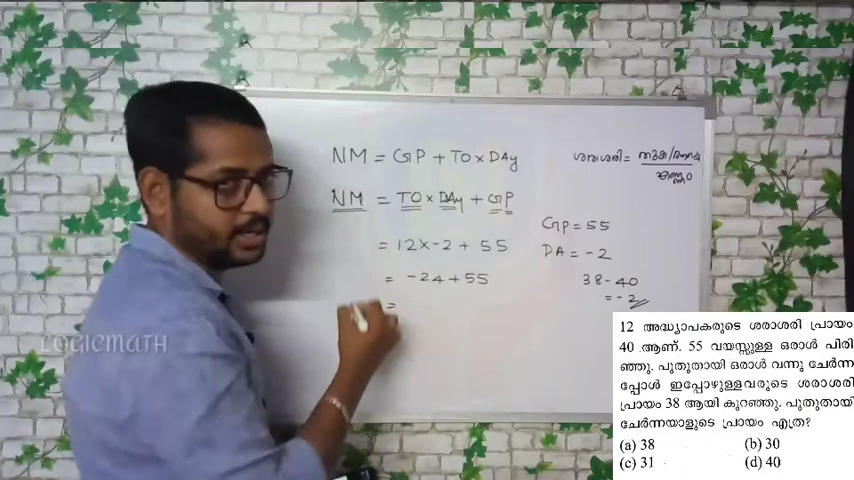 NM = GP + TO × DAy
NM = TO × DAy + GP
= 12 × -2 + 55
= -24 + 55
=
ശരാശരി =
എണ്ണം
GP = 55
DA = -2
38 - 40
= -2
LOGICMATH
12 അദ്ധ്യാപകരുടെ ശരാശരി പ്രായം
40 ആണ്. 55 വയസ്സുള്ള ഒരാൾ പിരി
ഞ്ഞു. പുതുതായി ഒരാൾ വന്നു ചേർന്ന
പ്പോൾ ഇപ്പോഴുള്ളവരുടെ ശരാശരി
പ്രായം 38 ആയി കുറഞ്ഞു. പുതുതായി
ചേർന്നയാളുടെ പ്രായം എത്ര?
(a) 38 (b) 30
(c) 31 (d) 40